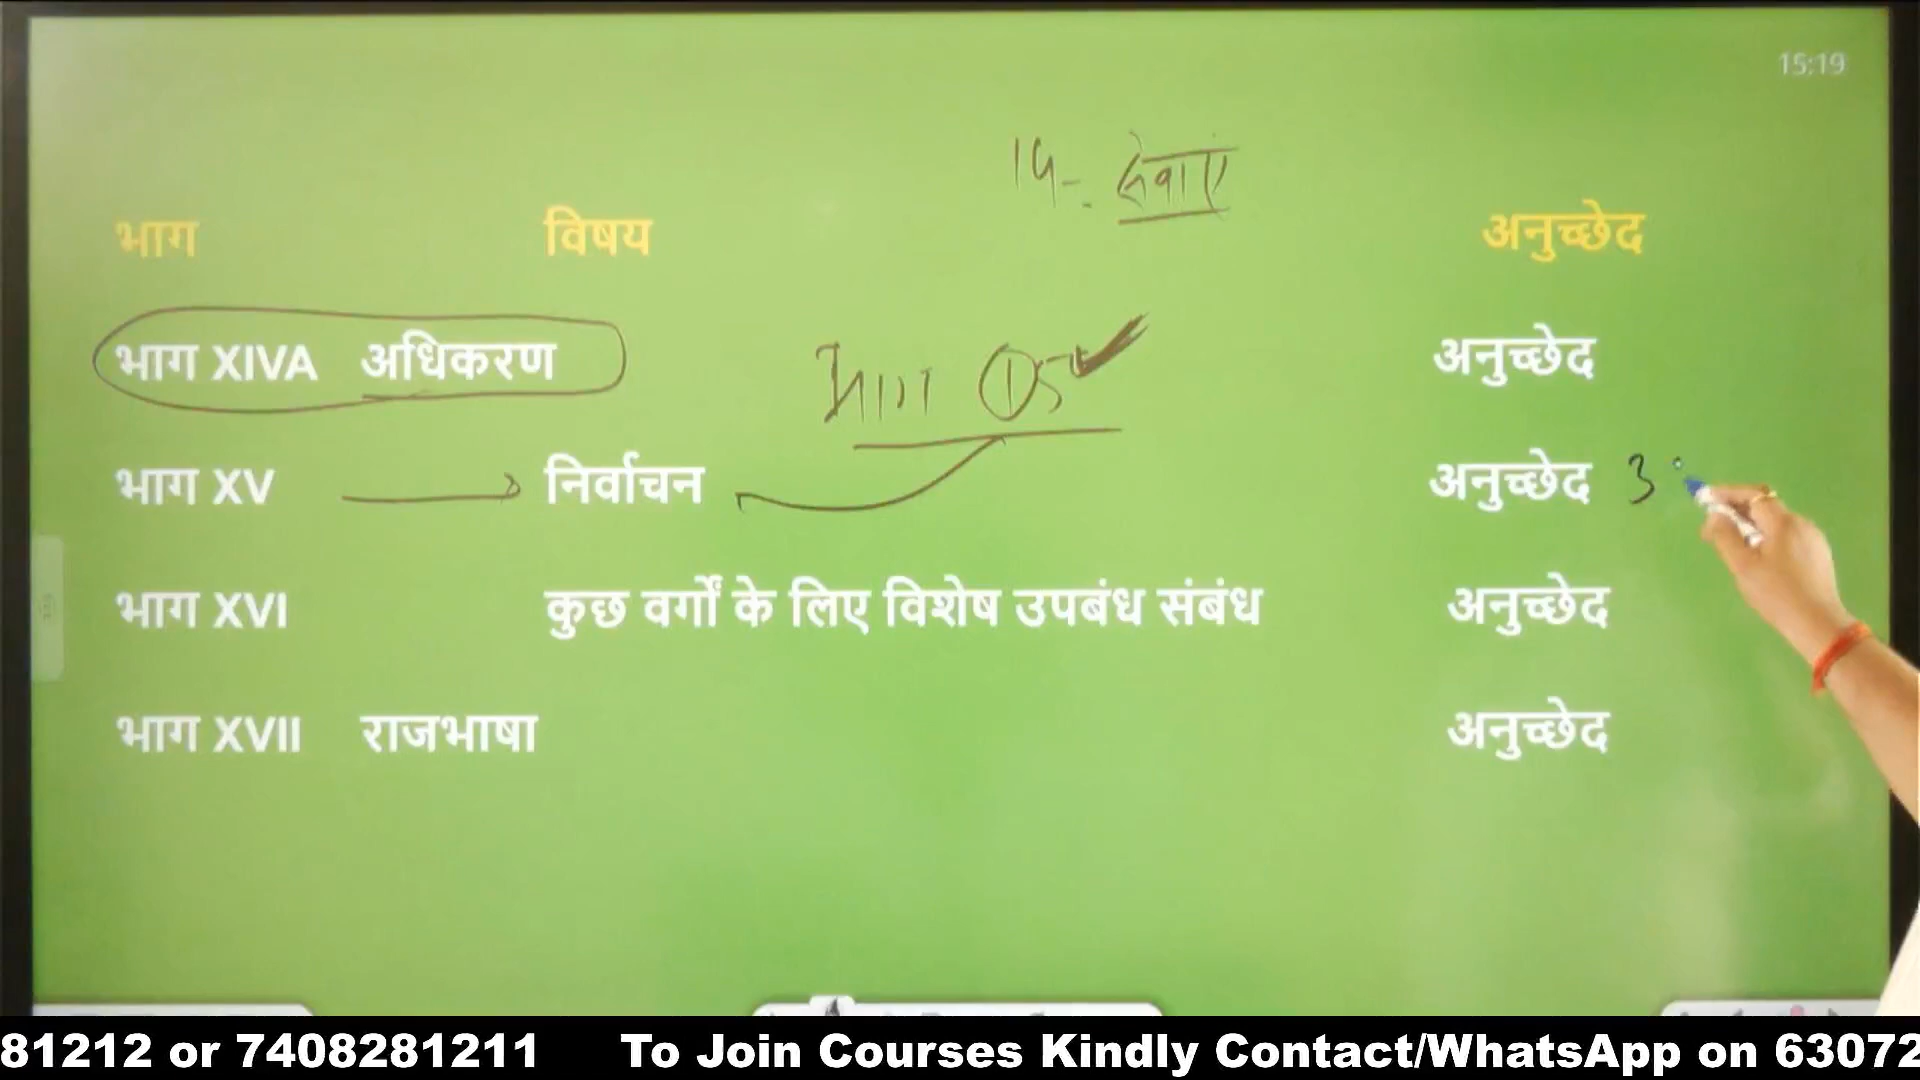 15:19
14-. सेवाएं
भाग विषय अनुच्छेद
भाग XIVA अधिकरण अनुच्छेद
भाग 15
भाग XV निर्वाचन अनुच्छेद 3
भाग XVI कुछ वर्गों के लिए विशेष उपबंध संबंध अनुच्छेद
भाग XVII राजभाषा अनुच्छेद
81212 or 7408281211 To Join Courses Kindly Contact/WhatsApp on 63072